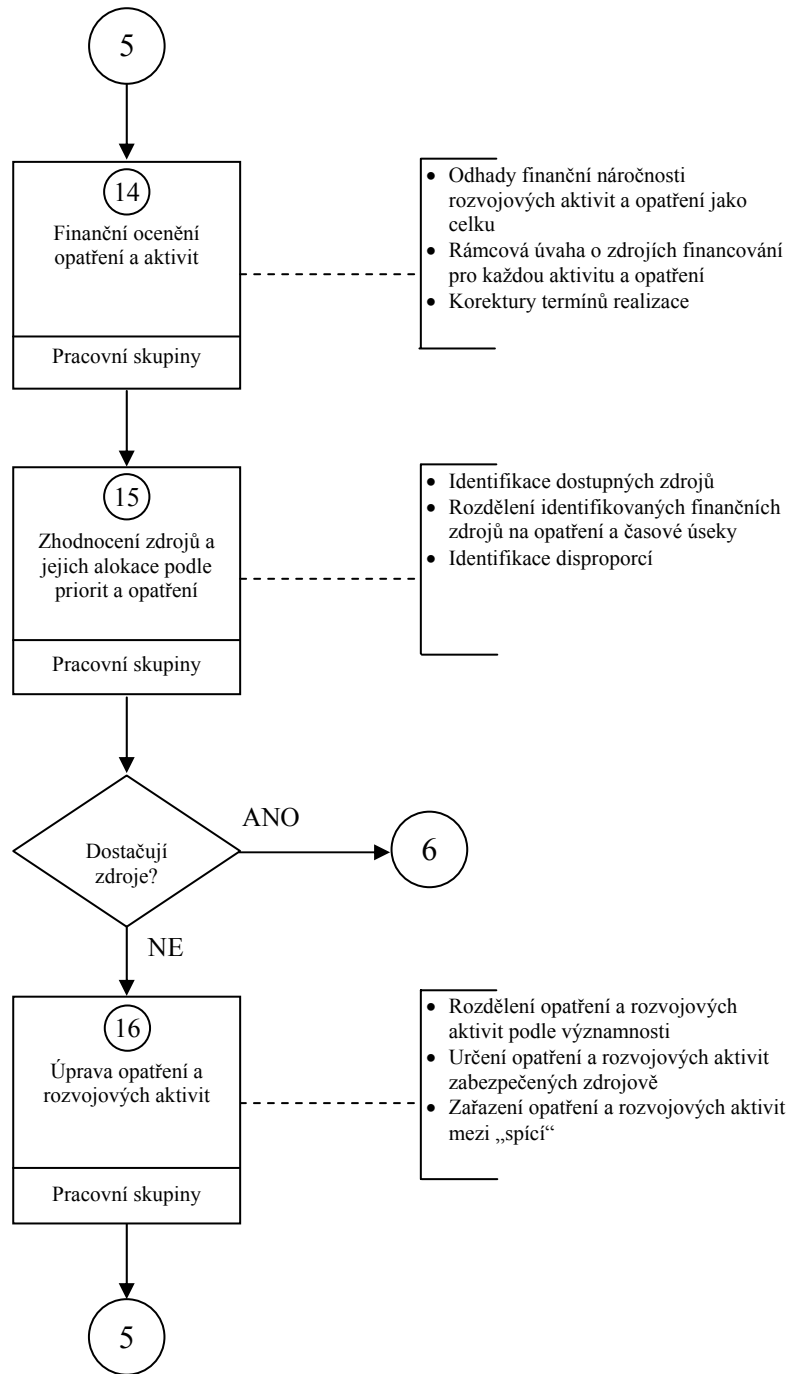 5
14
Finanční ocenění
opatření a aktivit
Pracovní skupiny
• Odhady finanční náročnosti
rozvojových aktivit a opatření jako
celku
• Rámcová úvaha o zdrojích financování
pro každou aktivitu a opatření
• Korektury termínů realizace
15
Zhodnocení zdrojů a
jejich alokace podle
priorit a opatření
Pracovní skupiny
• Identifikace dostupných zdrojů
• Rozdělení identifikovaných finančních
zdrojů na opatření a časové úseky
• Identifikace disproporcí
Dostačují
zdroje?
ANO
6
NE
16
Úprava opatření a
rozvojových aktivit
Pracovní skupiny
• Rozdělení opatření a rozvojových
aktivit podle významnosti
• Určení opatření a rozvojových aktivit
zabezpečených zdrojově
• Zařazení opatření a rozvojových aktivit
mezi „spící“
5